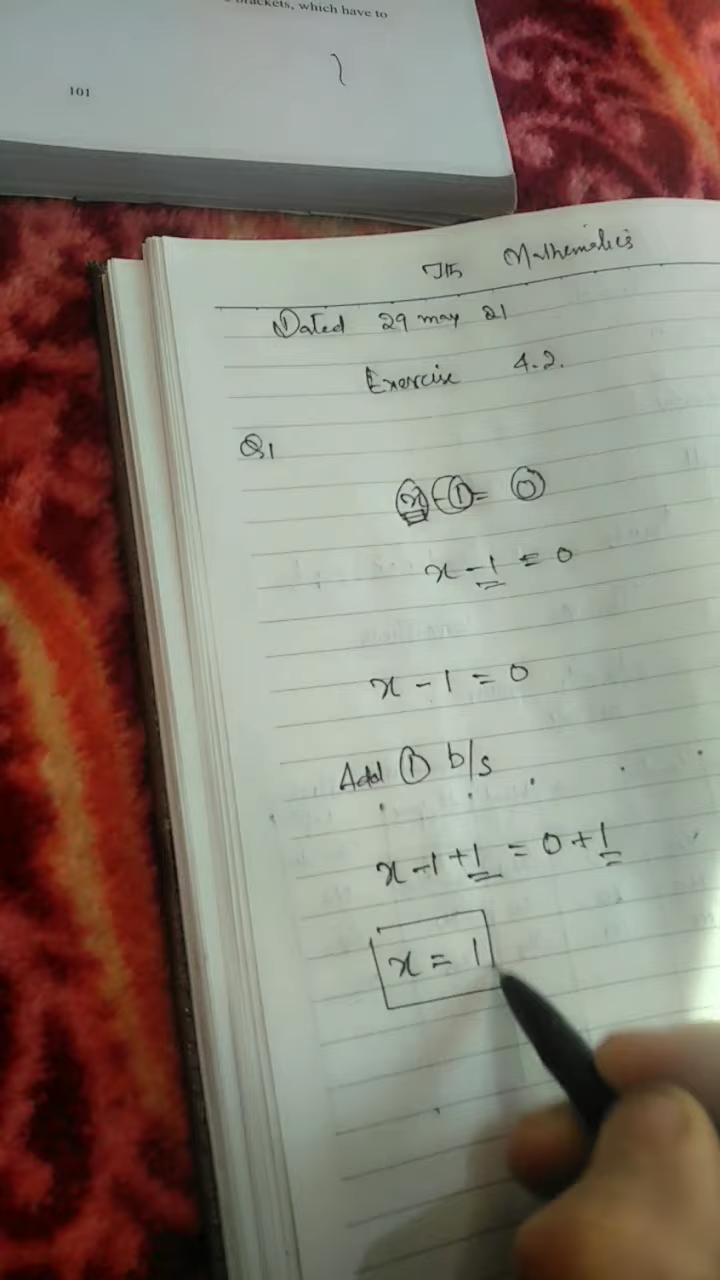 brackets, which have to
101
7th Mathematics
Dated 29 may 21
Exercise 4.2.
Q1
x - 1 = 0
x - 1 = 0
x - 1 = 0
Add 1 b/s
x - 1 + 1 = 0 + 1
x = 1